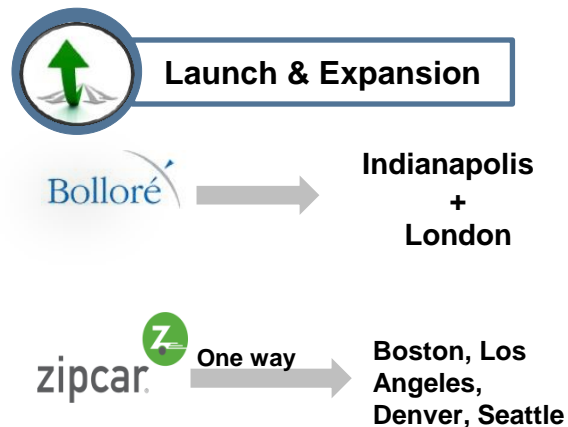 Launch & Expansion
Bolloré
Indianapolis
+
London
Z
zipcar.
One way
Boston, Los
Angeles,
Denver, Seattle